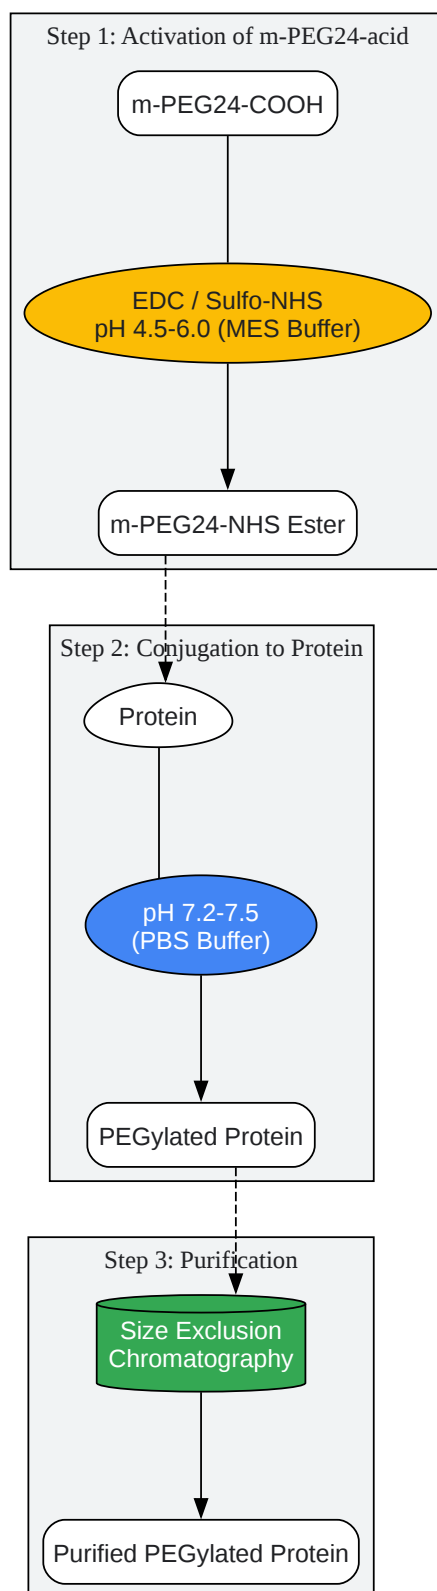 Step 1: Activation of m-PEG24-acid
m-PEG24-COOH
EDC / Sulfo-NHS
pH 4.5-6.0 (MES Buffer)
m-PEG24-NHS Ester
Step 2: Conjugation to Protein
Protein
pH 7.2-7.5
(PBS Buffer)
PEGylated Protein
Step 3: Purification
Size Exclusion
Chromatography
Purified PEGylated Protein